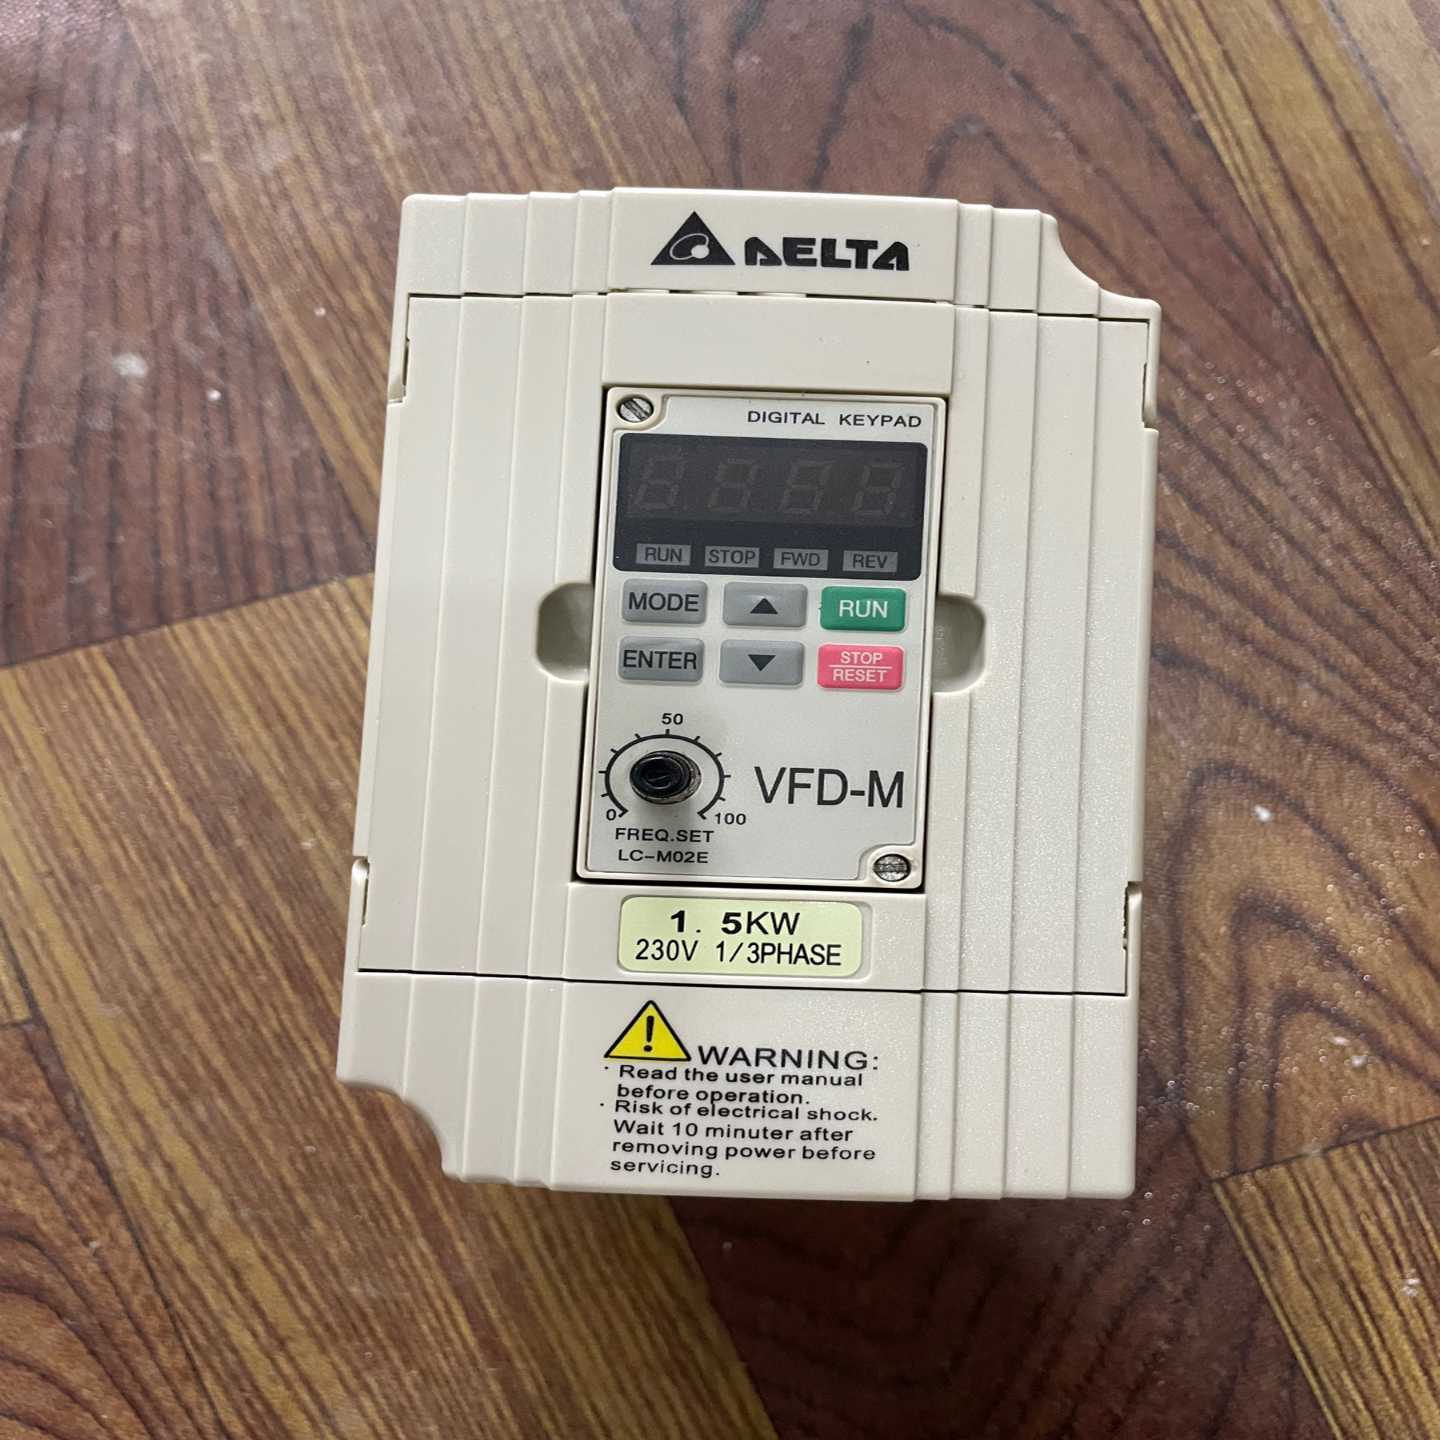 DELTA
DIGITAL KEYPAD
RUN STOP FWD REV
MODE RUN
ENTER STOP
RESET
50
0 100
VFD-M
FREQ.SET
LC-M02E
1. 5KW
230V 1/3PHASE
! WARNING:
· Read the user manual
before operation.
· Risk of electrical shock.
Wait 10 minuter after
removing power before
servicing.